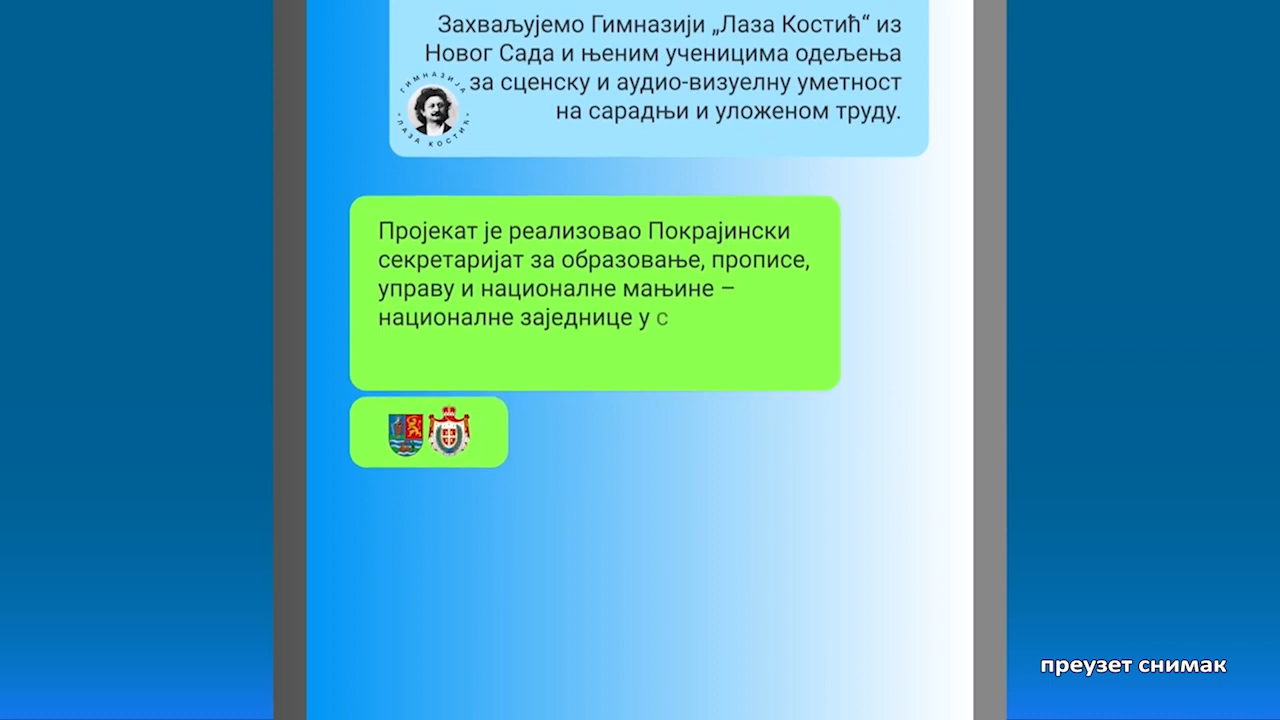 Захваљујемо Гимназији „Лаза Костић“ из
Новог Сада и њеним ученицима одељења
за сценску и аудио-визуелну уметност
на сарадњи и уложеном труду.
ГИМНАЗИЈА
ЛАЗА КОСТИЋ
Пројекат је реализовао Покрајински
секретаријат за образовање, прописе,
управу и националне мањине –
националне заједнице у с
преузет снимак